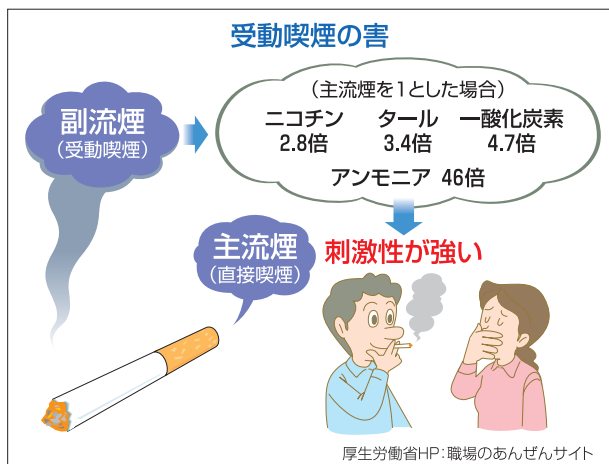 受動喫煙の害
副流煙
(受動喫煙)
(主流煙を1とした場合)
ニコチン タール 一酸化炭素
2.8倍 3.4倍 4.7倍
アンモニア 46倍
主流煙
(直接喫煙)
刺激性が強い
厚生労働省HP:職場のあんぜんサイト